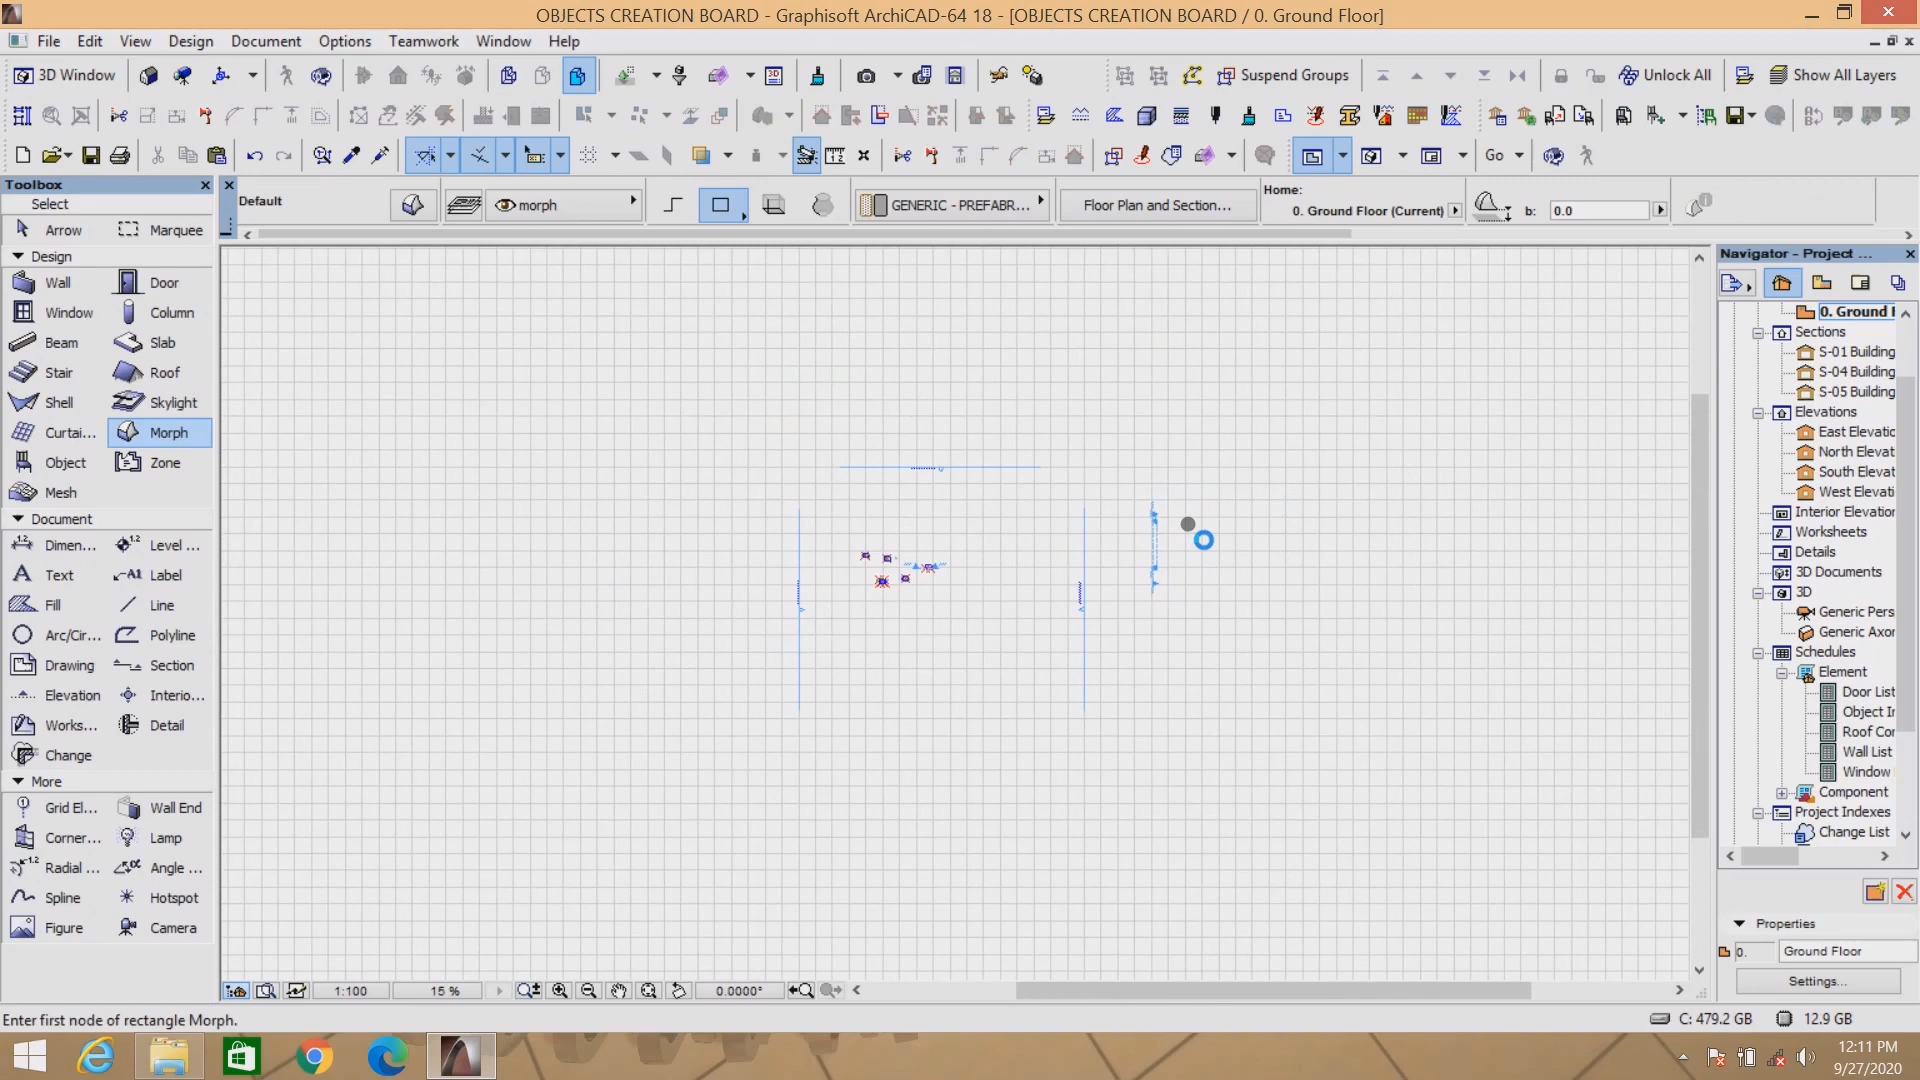 OBJECTS CREATION BOARD - Graphisoft ArchiCAD-64 18 - [OBJECTS CREATION BOARD / 0. Ground Floor]
File Edit View Design Document Options Teamwork Window Help
3D Window Suspend Groups Unlock All Show All Layers
Go
Toolbox
Select
Arrow Marquee
Design
Wall Door
Window Column
Beam Slab
Stair Roof
Shell Skylight
Curtai... Morph
Object Zone
Mesh
Document
Dimen... Level ...
Text Label
Fill Line
Arc/Cir... Polyline
Drawing Section
Elevation Interio...
Works... Detail
Change
More
Grid El... Wall End
Corner... Lamp
Radial ... Angle ...
Spline Hotspot
Figure Camera
Default
morph
GENERIC - PREFABR...
Floor Plan and Section...
Home:
0. Ground Floor (Current)
b: 0.0
Navigator - Project ...
0. Ground F
Sections
S-01 Building
S-04 Building
S-05 Building
Elevations
East Elevatio
North Elevat
South Elevat
West Elevati
Interior Elevation
Worksheets
Details
3D Documents
3D
Generic Pers
Generic Axor
Schedules
Element
Door List
Object In
Roof Cor
Wall List
Window
Component
Project Indexes
Change List
Properties
0. Ground Floor
Settings...
1:100 15 % 0.0000°
Enter first node of rectangle Morph.
C: 479.2 GB 12.9 GB
12:11 PM
9/27/2020